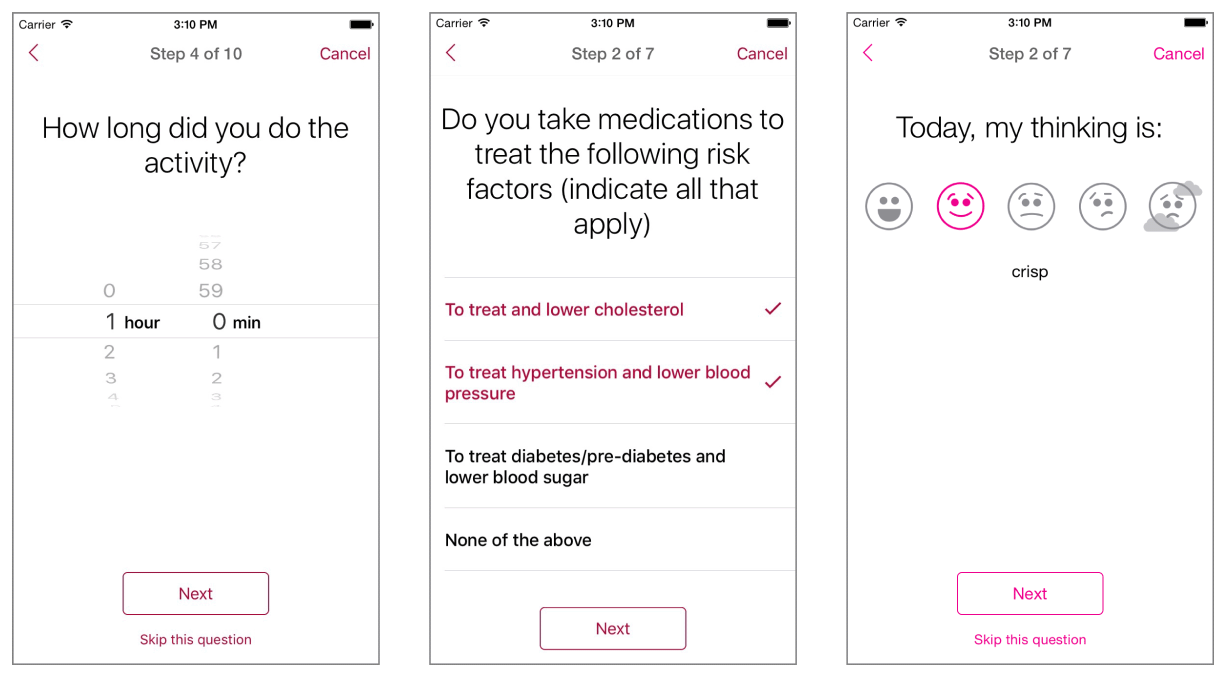 Carrier 3:10 PM
Step 4 of 10 Cancel
How long did you do the
activity?
57
58
0 59
1 hour 0 min
2 1
3 2
4 3
Next
Skip this question
Carrier 3:10 PM
Step 2 of 7 Cancel
Do you take medications to
treat the following risk
factors (indicate all that
apply)
To treat and lower cholesterol
To treat hypertension and lower blood
pressure
To treat diabetes/pre-diabetes and
lower blood sugar
None of the above
Next
Carrier 3:10 PM
Step 2 of 7 Cancel
Today, my thinking is:
crisp
Next
Skip this question